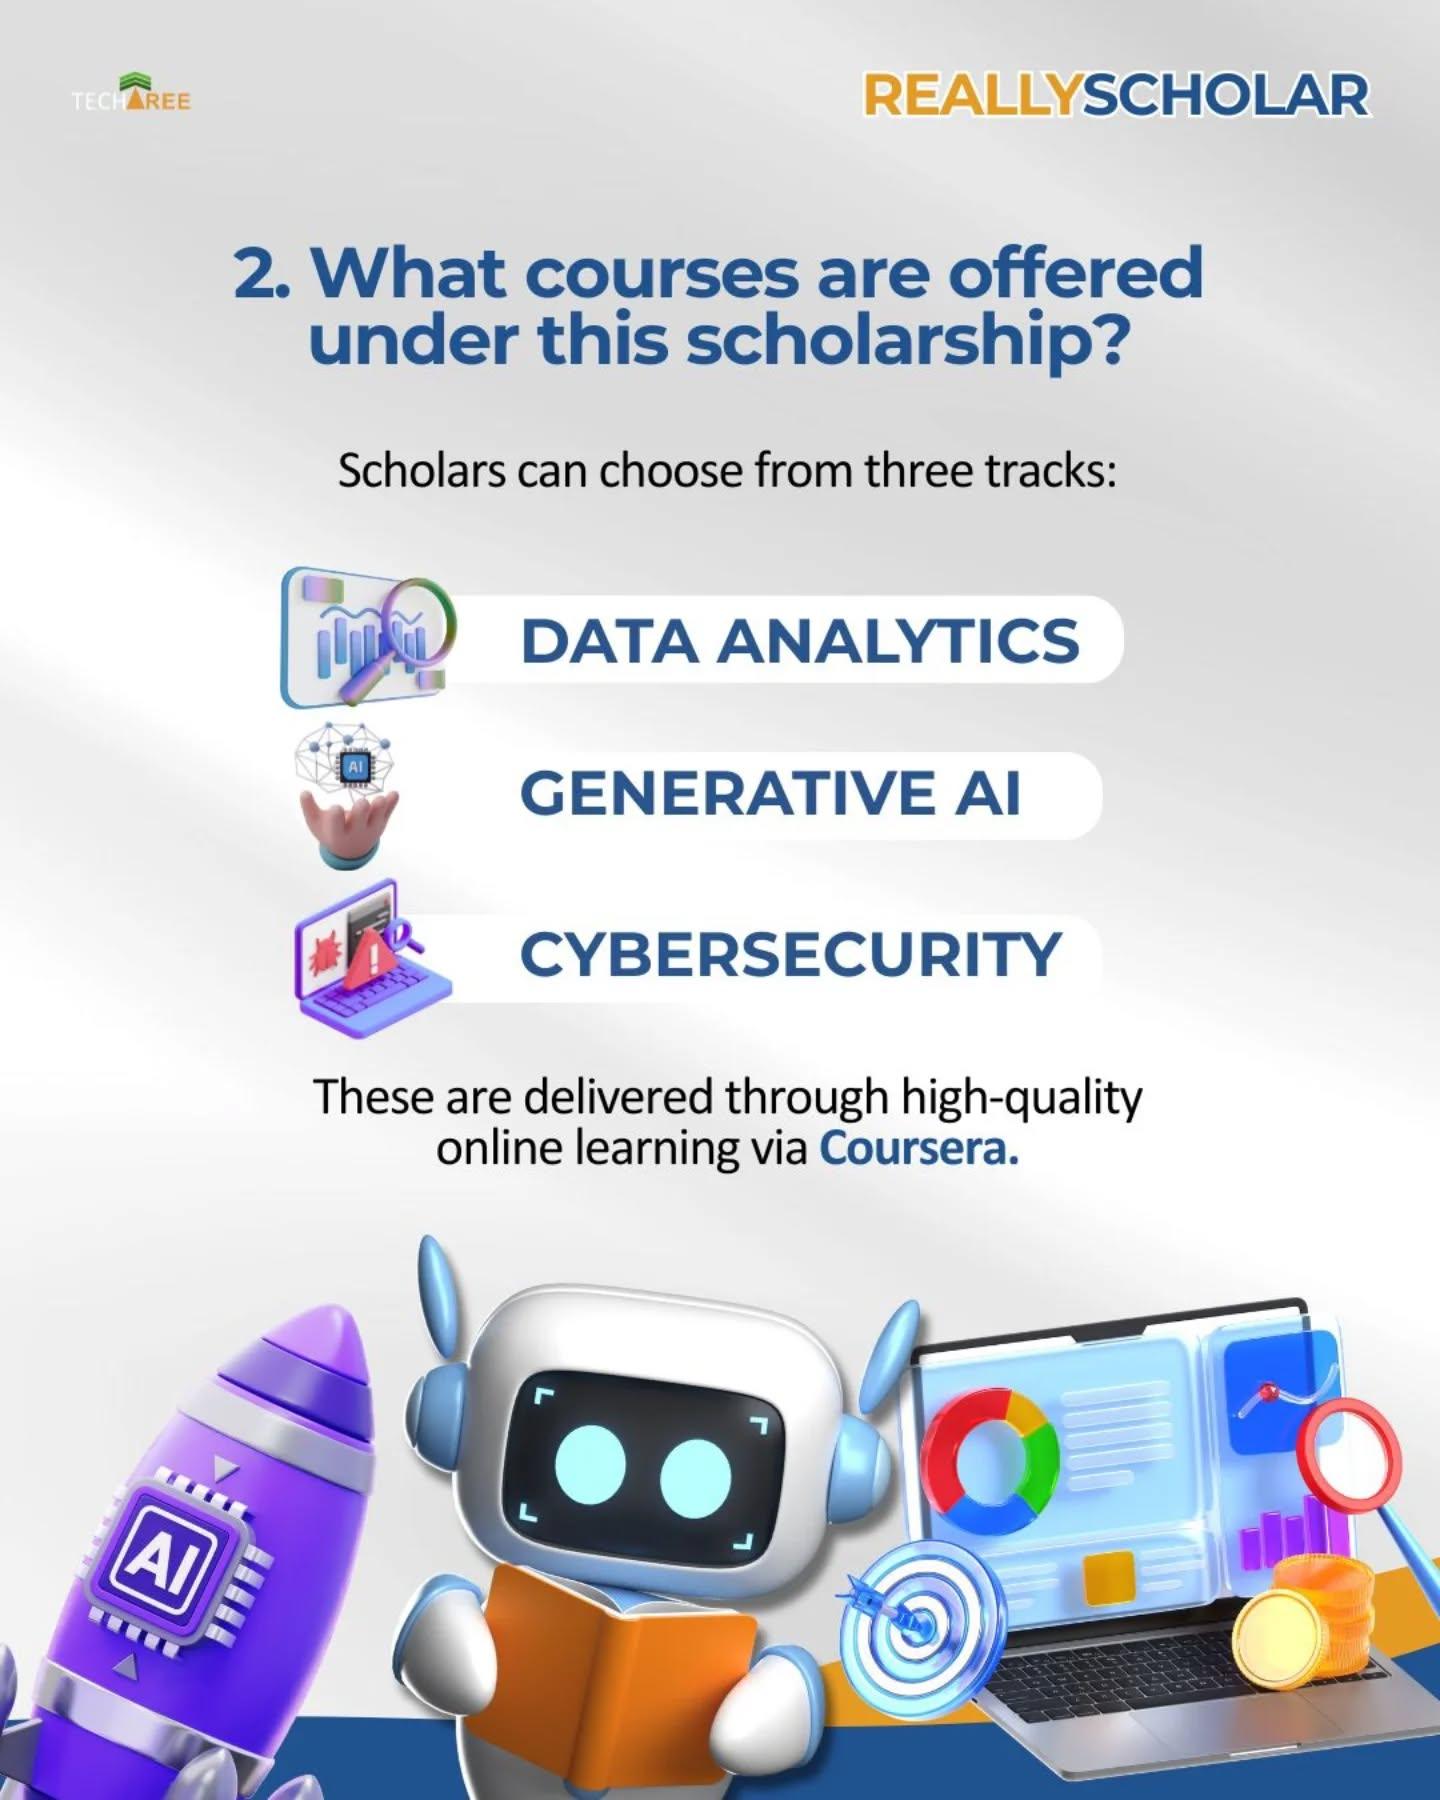 TECHTREE
REALLYSCHOLAR
2. What courses are offered
under this scholarship?
Scholars can choose from three tracks:
DATA ANALYTICS
AI
GENERATIVE AI
CYBERSECURITY
These are delivered through high-quality
online learning via Coursera.
AI